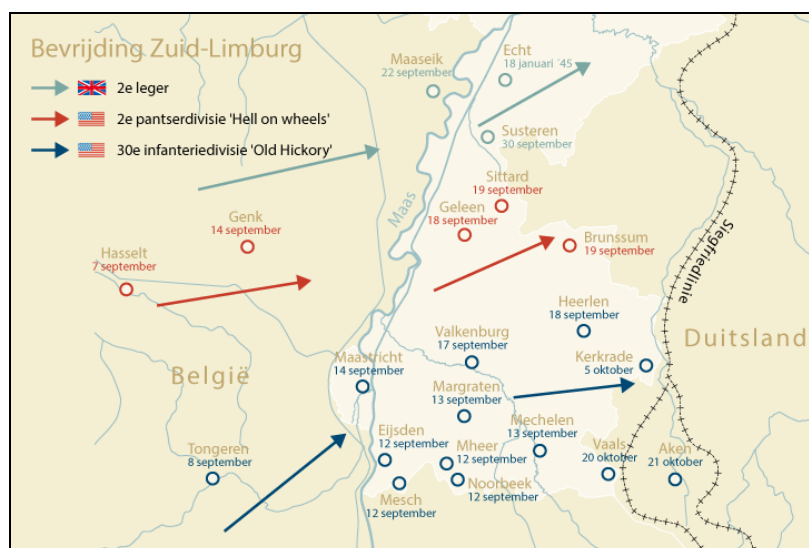 Bevrijding Zuid-Limburg
2e leger
2e pantserdivisie 'Hell on wheels'
30e infanteriedivisie 'Old Hickory'
Maaseik
22 september
Echt
18 januari ´45
Susteren
30 september
Sittard
19 september
Maas
Geleen
18 september
Genk
14 september
Hasselt
7 september
Brunssum
19 september
Siegfriedlinie
Heerlen
18 september
Duitsland
Valkenburg
17 september
Kerkrade
5 oktober
Maastricht
14 september
België
Margraten
13 september
Mechelen
13 september
Eijsden
12 september
Mheer
12 september
Vaals
20 oktober
Aken
21 oktober
Tongeren
8 september
Noorbeek
12 september
Mesch
12 september